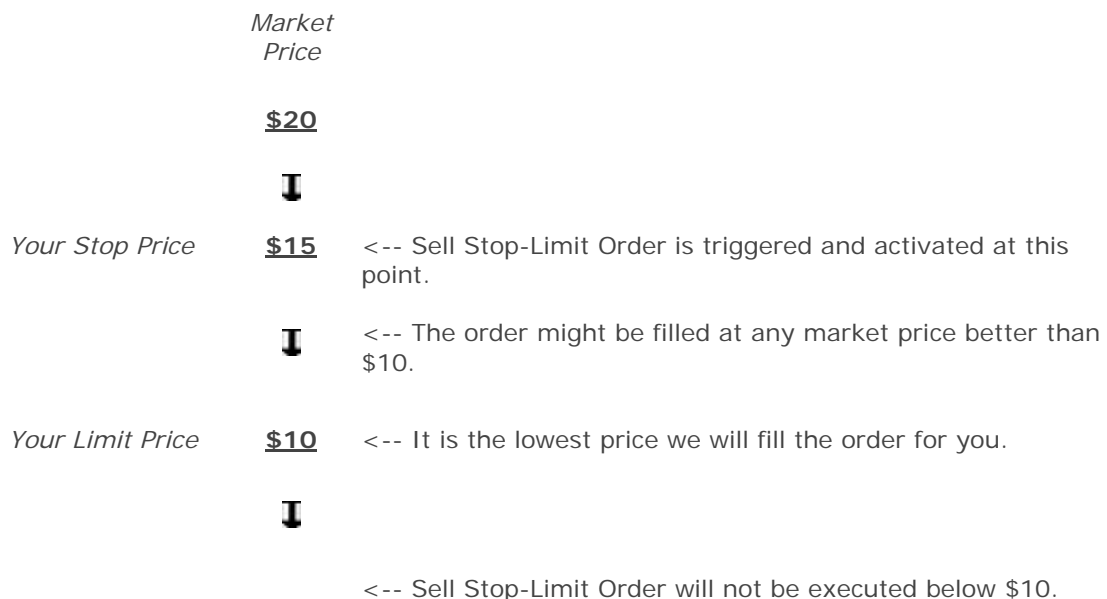 Market
Price
$20
Your Stop Price $15 <-- Sell Stop-Limit Order is triggered and activated at this
point.
<-- The order might be filled at any market price better than
$10.
Your Limit Price $10 <-- It is the lowest price we will fill the order for you.
<-- Sell Stop-Limit Order will not be executed below $10.